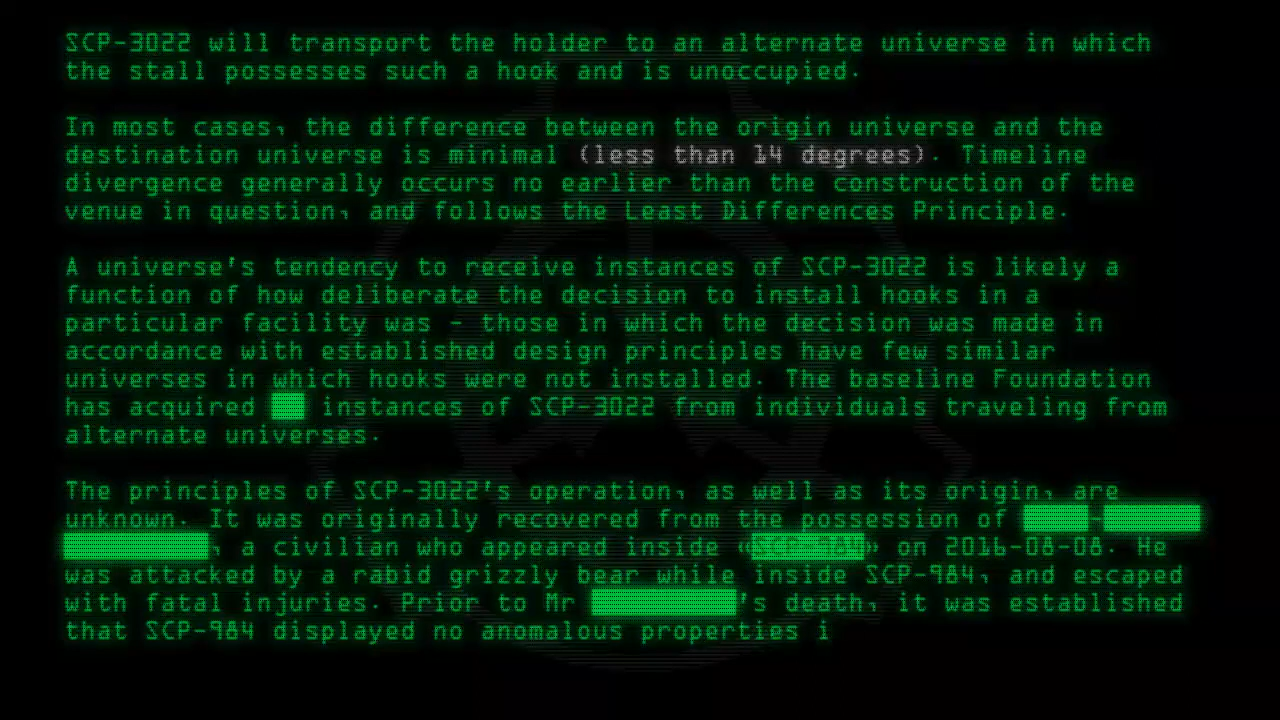 SCP-3022 will transport the holder to an alternate universe in which
the stall possesses such a hook and is unoccupied.
In most cases, the difference between the origin universe and the
destination universe is minimal (less than 14 degrees). Timeline
divergence generally occurs no earlier than the construction of the
venue in question, and follows the Least Differences Principle.
A universe's tendency to receive instances of SCP-3022 is likely a
function of how deliberate the decision to install hooks in a
particular facility was - those in which the decision was made in
accordance with established design principles have few similar
universes in which hooks were not installed. The baseline Foundation
has acquired ██ instances of SCP-3022 from individuals traveling from
alternate universes.
The principles of SCP-3022's operation, as well as its origin, are
unknown. It was originally recovered from the possession of ████-██████
█████████, a civilian who appeared inside «SCP-984» on 2016-08-08. He
was attacked by a rabid grizzly bear while inside SCP-984, and escaped
with fatal injuries. Prior to Mr █████████'s death, it was established
that SCP-984 displayed no anomalous properties i